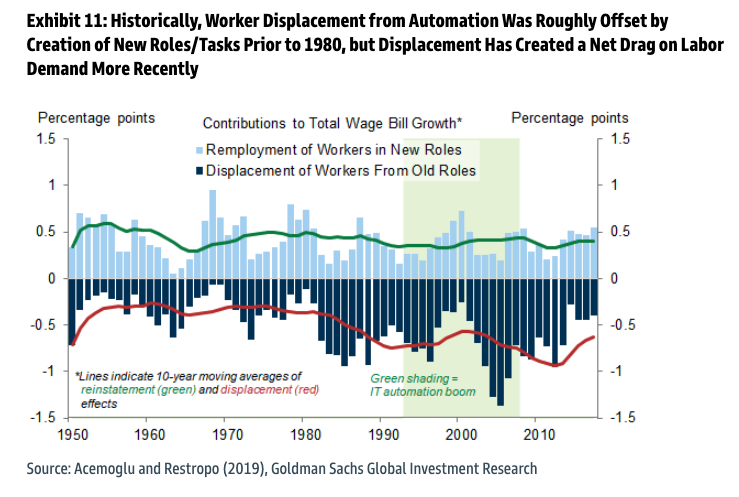 Exhibit 11: Historically, Worker Displacement from Automation Was Roughly Offset by
Creation of New Roles/Tasks Prior to 1980, but Displacement Has Created a Net Drag on Labor
Demand More Recently
Percentage points
Percentage points
Contributions to Total Wage Bill Growth*
Remployment of Workers in New Roles
Displacement of Workers From Old Roles
1.5
1
0.5
0
-0.5
-1
-1.5
1.5
1
0.5
0
-0.5
-1
-1.5
*Lines indicate 10-year moving averages of
reinstatement (green) and displacement (red)
effects
Green shading =
IT automation boom
1950
1960
1970
1980
1990
2000
2010
Source: Acemoglu and Restropo (2019), Goldman Sachs Global Investment Research